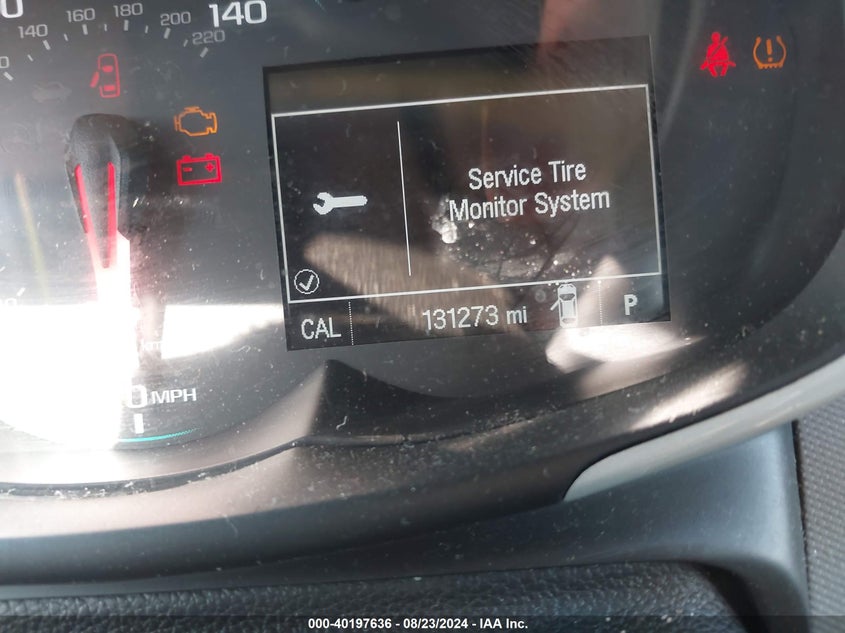 140
140 160 180 200 220
Service Tire
Monitor System
CAL
131273 mi
P
MPH
000-40197636 - 08/23/2024 - IAA Inc.